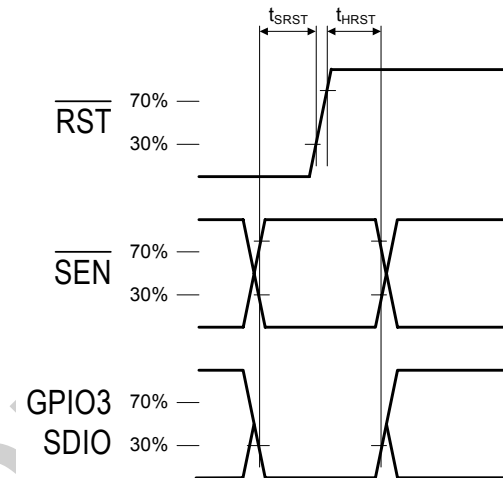 tSRST tHRST
RST 70%
30%
SEN 70%
30%
GPIO3 70%
SDIO 30%